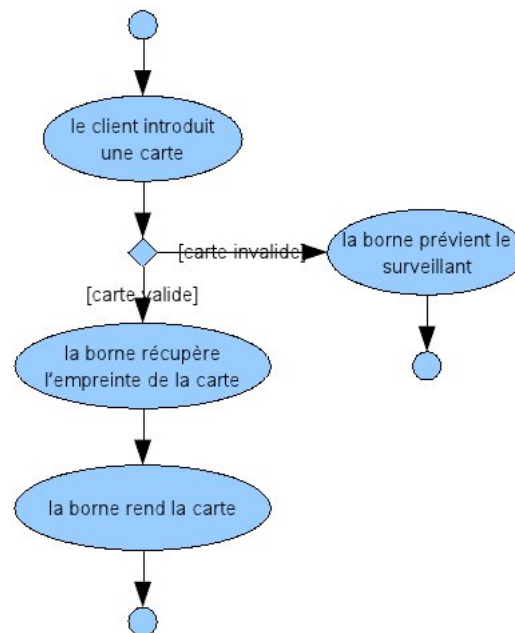 le client introduit
une carte
[carte invalide]
la borne prévient le
surveillant
[carte valide]
la borne récupère
l'empreinte de la carte
la borne rend la carte